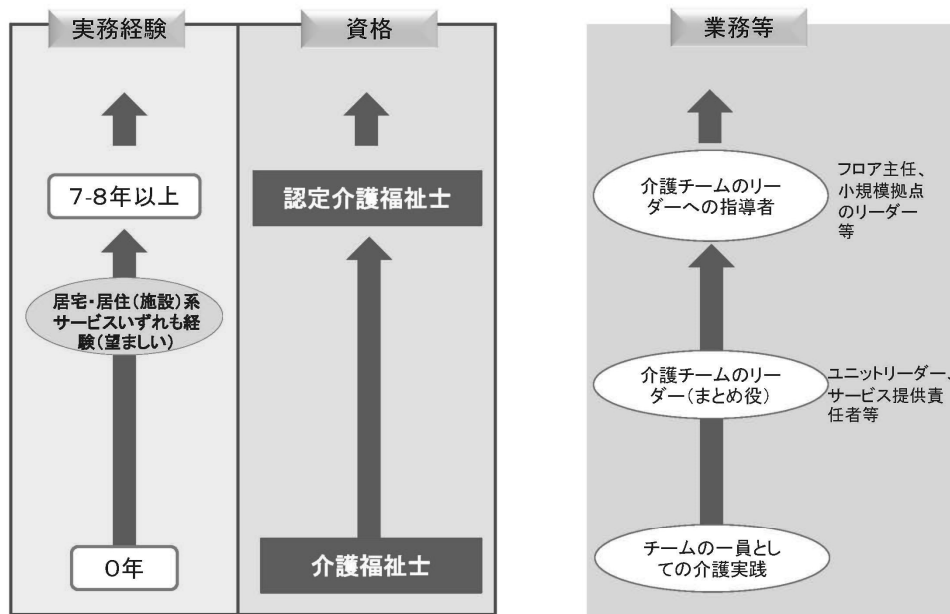 実務経験
資格
業務等
7-8年以上
居宅・居住(施設)系
サービスいずれも経
験(望ましい)
0年
認定介護福祉士
介護福祉士
介護チームのリー
ダーへの指導者
フロア主任、
小規模拠点
のリーダー
等
介護チームのリー
ダー(まとめ役)
ユニットリーダー、
サービス提供責
任者等
チームの一員とし
ての介護実践